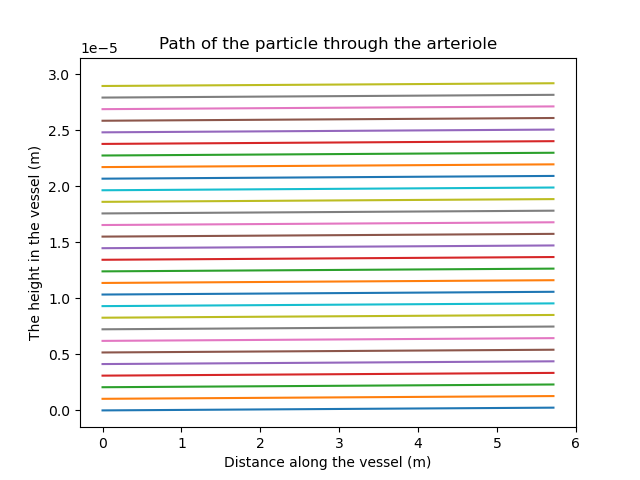 Path of the particle through the arteriole
1e−5
3.0
2.5
2.0
1.5
1.0
0.5
0.0
The height in the vessel (m)
0 1 2 3 4 5 6
Distance along the vessel (m)